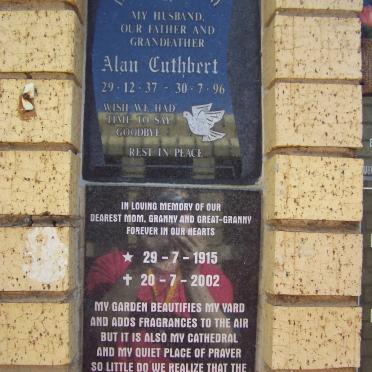 MY HUSBAND,
OUR FATHER AND
GRANDFATHER
Alan Cuthbert
29·12·37 - 30·7·96
WISH WE HAD
TIME TO SAY
GOODBYE
REST IN PEACE
IN LOVING MEMORY OF OUR
DEAREST MOM, GRANNY AND GREAT-GRANNY
FOREVER IN OUR HEARTS
★ 29 - 7 - 1915
✝ 20 - 7 - 2002
MY GARDEN BEAUTIFIES MY YARD
AND ADDS FRAGRANCES TO THE AIR
BUT IT IS ALSO MY CATHEDRAL
AND MY QUIET PLACE OF PRAYER
SO LITTLE DO WE REALIZE THAT THE